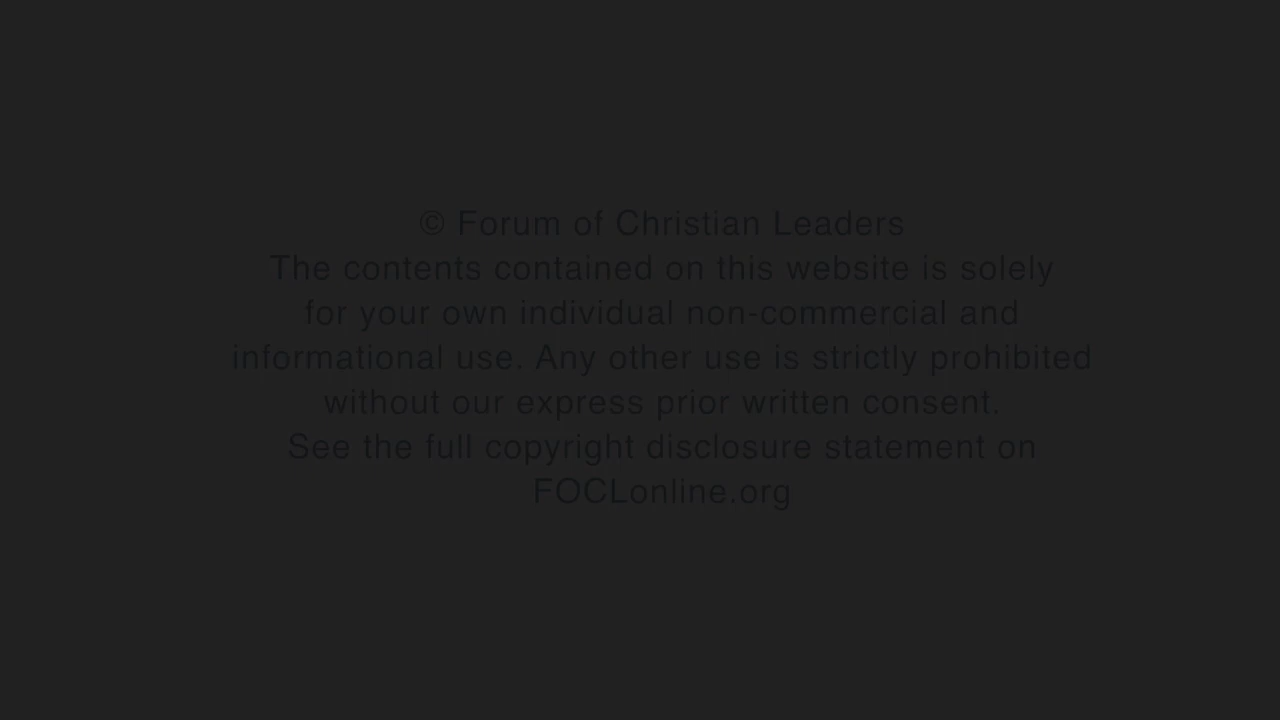 © Forum of Christian Leaders
The contents contained on this website is solely
for your own individual non-commercial and
informational use. Any other use is strictly prohibited
without our express prior written consent.
See the full copyright disclosure statement on
FOCLonline.org